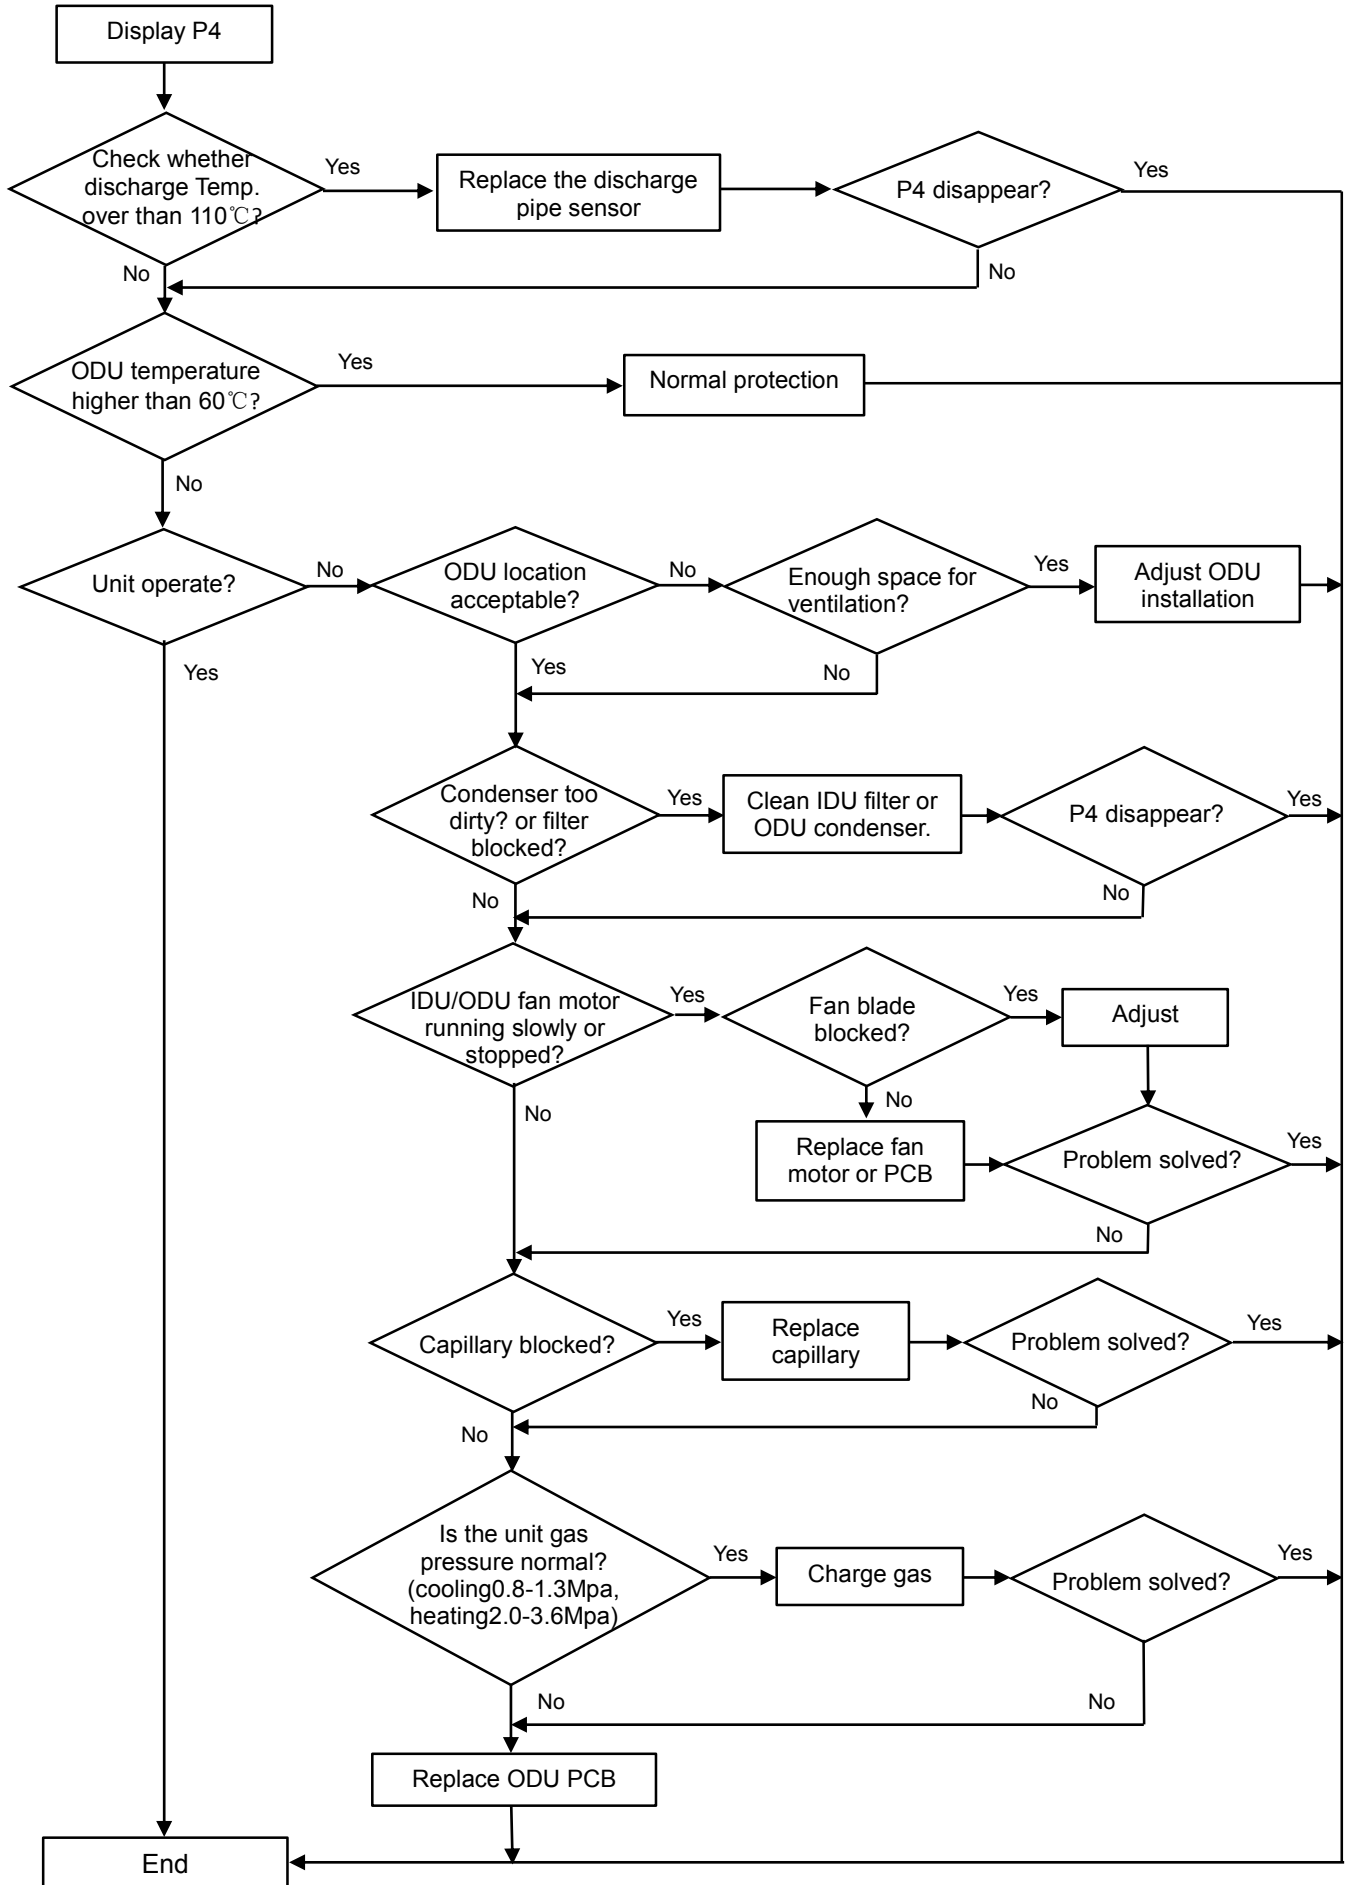 Display P4
Check whether
discharge Temp.
over than 110℃?
Yes
Replace the discharge
pipe sensor
P4 disappear?
Yes
No
No
ODU temperature
higher than 60℃?
Yes
Normal protection
No
Unit operate?
No
ODU location
acceptable?
No
Enough space for
ventilation?
Yes
Adjust ODU
installation
Yes
Yes
No
Condenser too
dirty? or filter
blocked?
Yes
Clean IDU filter or
ODU condenser.
P4 disappear?
Yes
No
No
IDU/ODU fan motor
running slowly or
stopped?
Yes
Fan blade
blocked?
Yes
Adjust
No
No
Replace fan
motor or PCB
Problem solved?
Yes
No
Capillary blocked?
Yes
Replace
capillary
Problem solved?
Yes
No
No
Is the unit gas
pressure normal?
(cooling0.8-1.3Mpa,
heating2.0-3.6Mpa)
Yes
Charge gas
Problem solved?
Yes
No
No
Replace ODU PCB
End